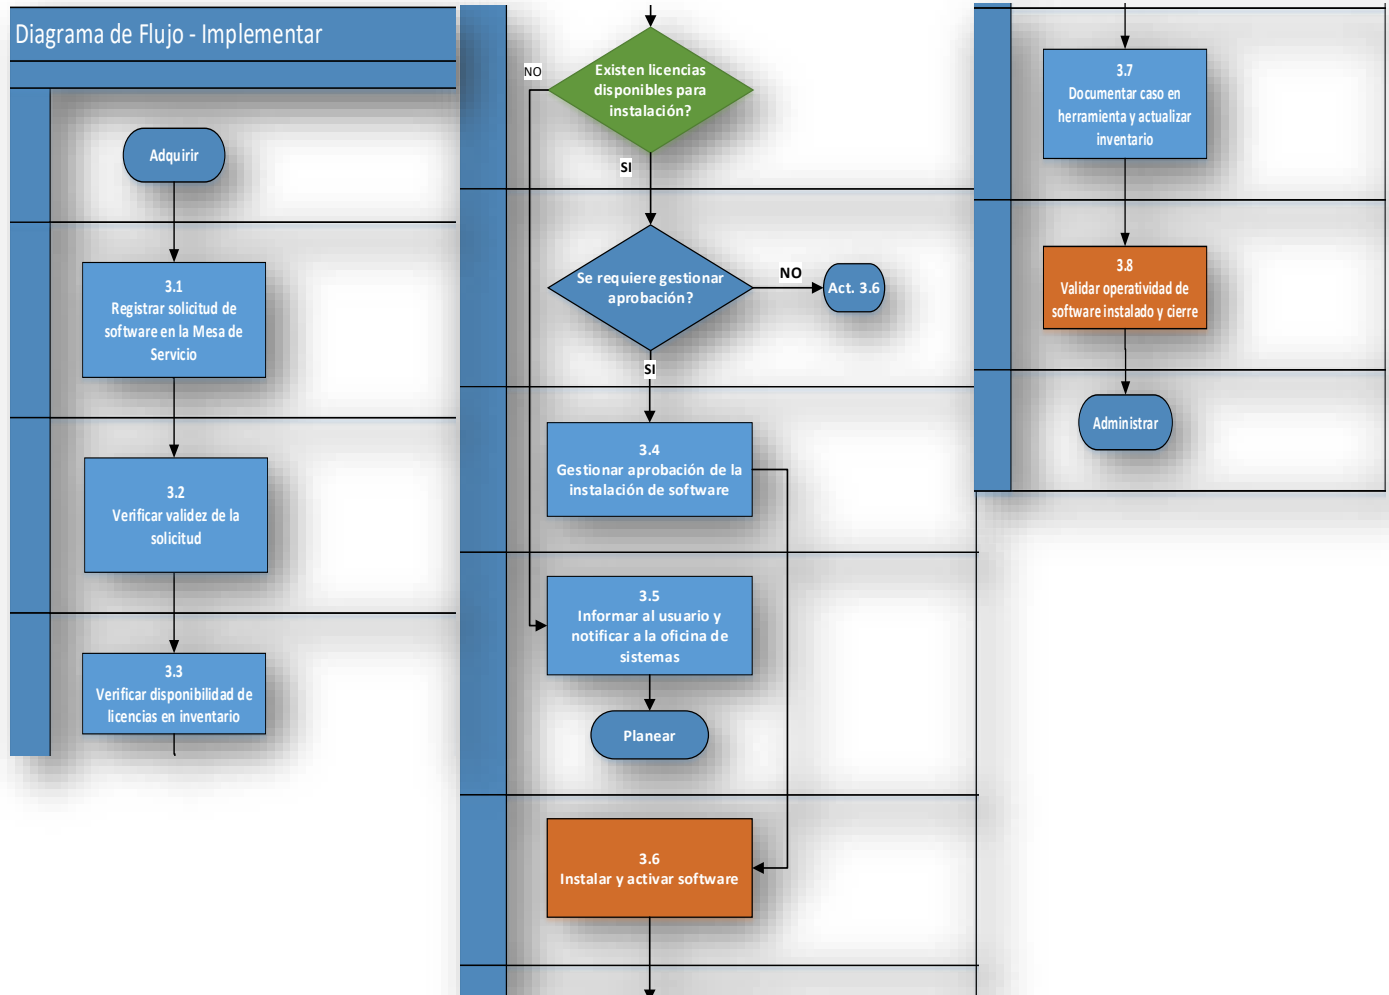 Diagrama de Flujo - Implementar
Adquirir
3.1
Registrar solicitud de
software en la Mesa de
Servicio
3.2
Verificar validez de la
solicitud
3.3
Verificar disponibilidad de
licencias en inventario
NO
Existen licencias
disponibles para
instalación?
SI
Se requiere gestionar
aprobación?
NO
Act. 3.6
SI
3.4
Gestionar aprobación de la
instalación de software
3.5
Informar al usuario y
notificar a la oficina de
sistemas
Planear
3.6
Instalar y activar software
3.7
Documentar caso en
herramienta y actualizar
inventario
3.8
Validar operatividad de
software instalado y cierre
Administrar